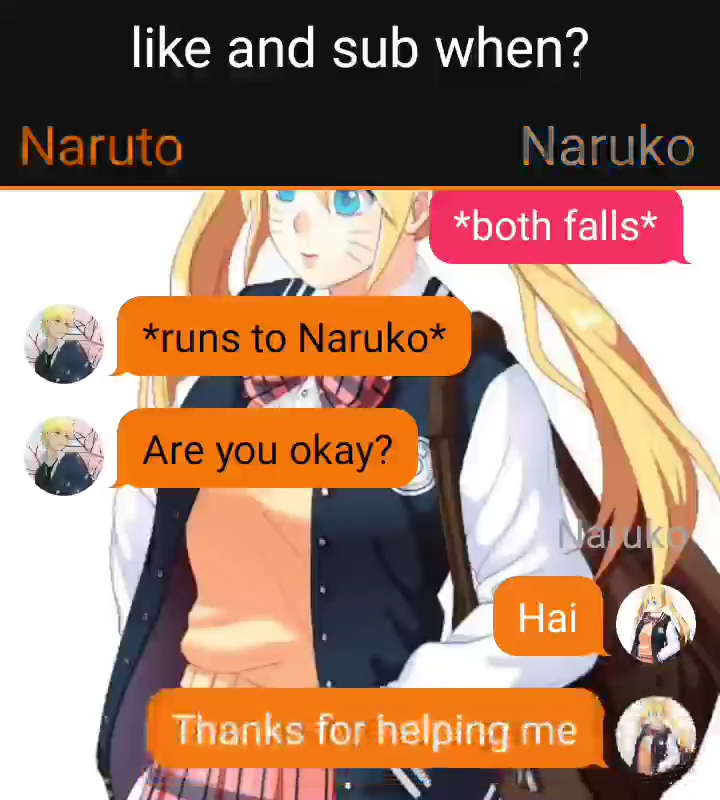 like and sub when?
Naruto
Naruko
*both falls*
*runs to Naruko*
Are you okay?
Naruko
Hai
Thanks for helping me